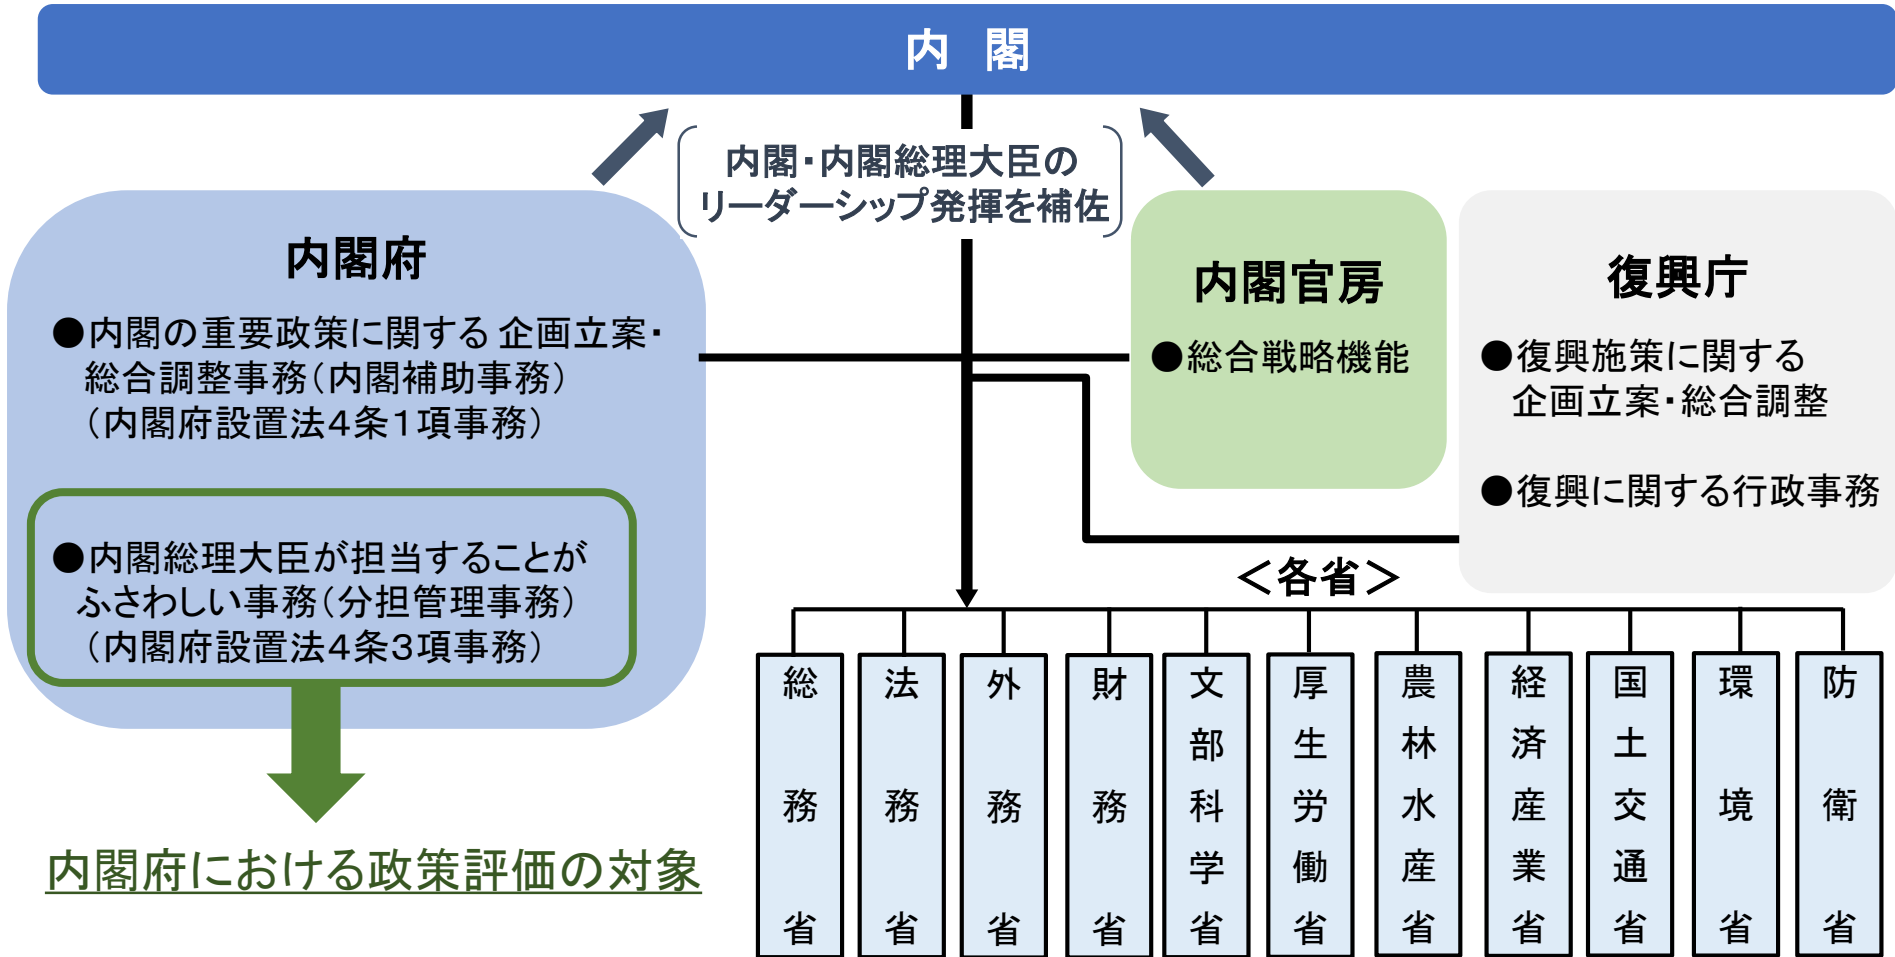 内 閣
内閣・内閣総理大臣の
リーダーシップ発揮を補佐
内閣府
●内閣の重要政策に関する 企画立案・
総合調整事務（内閣補助事務）
（内閣府設置法４条１項事務）
●内閣総理大臣が担当することが
ふさわしい事務（分担管理事務）
（内閣府設置法４条３項事務）
内閣府における政策評価の対象
内閣官房
●総合戦略機能
復興庁
●復興施策に関する
企画立案・総合調整
●復興に関する行政事務
＜各省＞
総務省
法務省
外務省
財務省
文部科学省
厚生労働省
農林水産省
経済産業省
国土交通省
環境省
防衛省